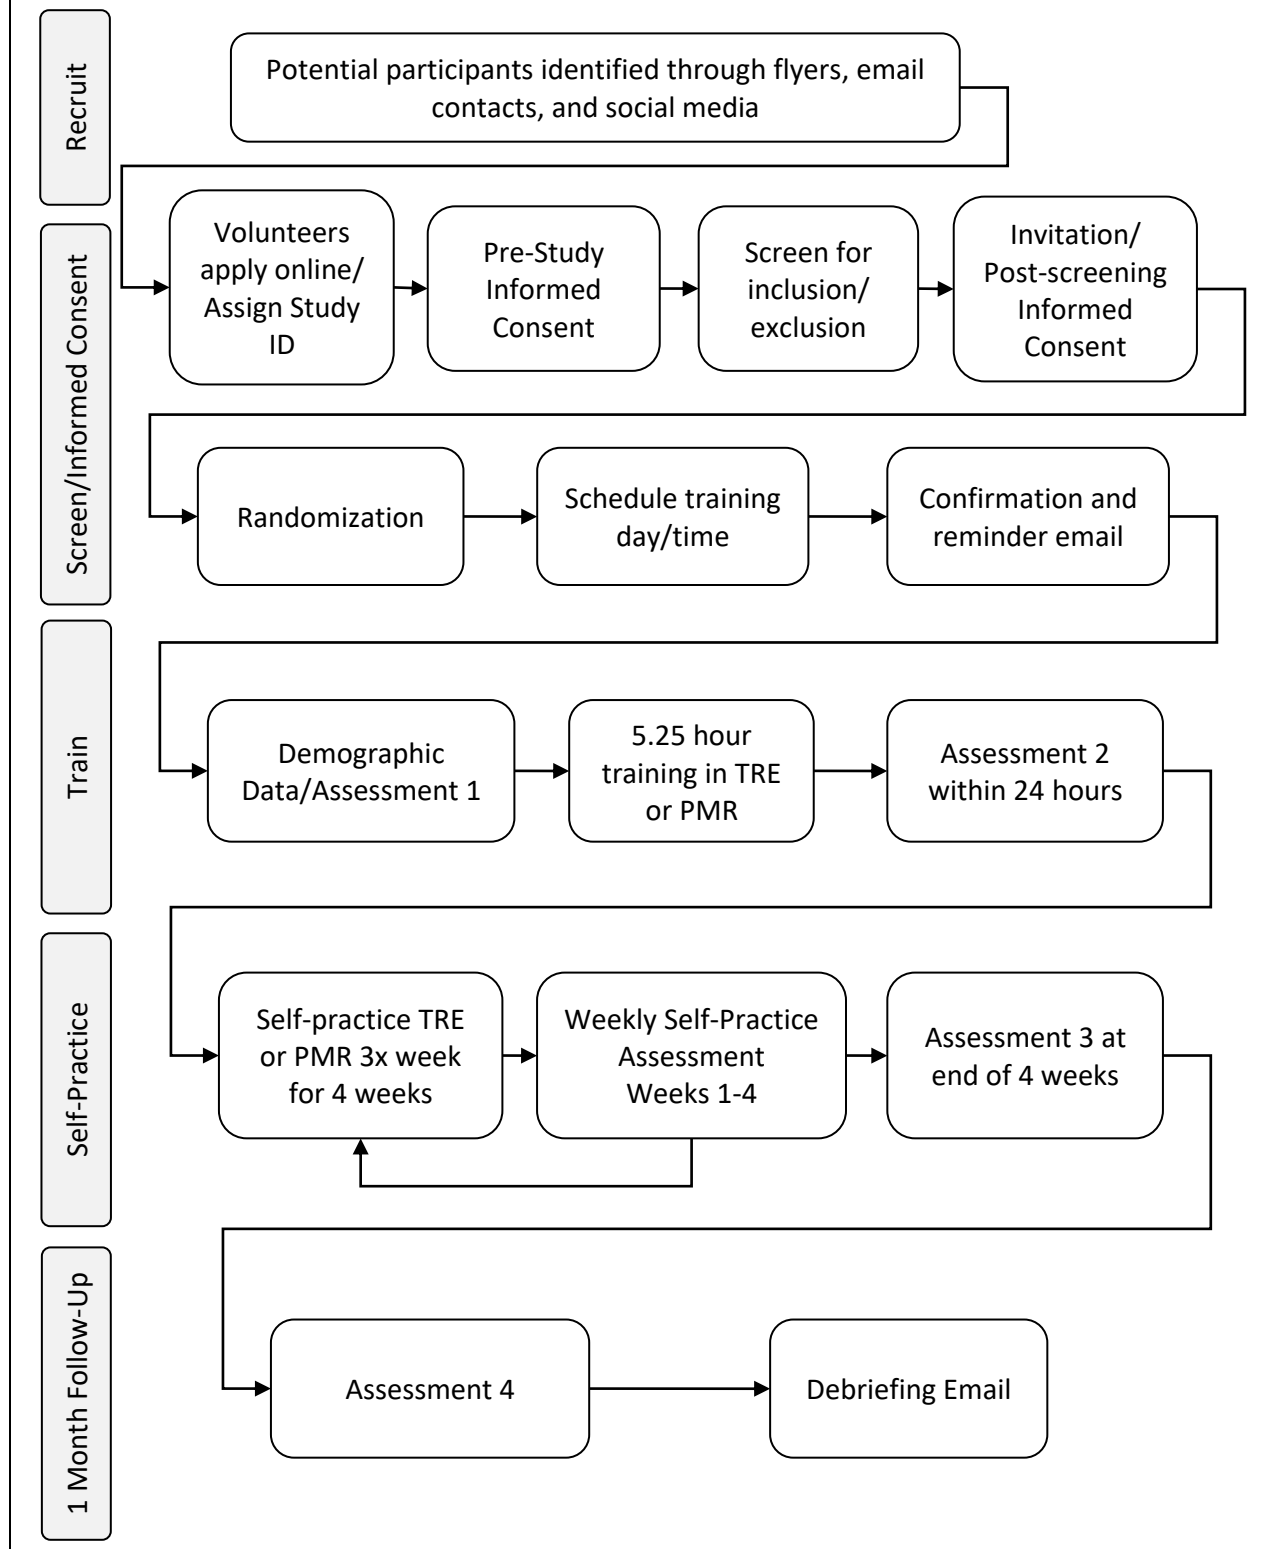 Recruit
Potential participants identified through flyers, email
contacts, and social media
Screen/Informed Consent
Volunteers
apply online/
Assign Study
ID
Pre-Study
Informed
Consent
Screen for
inclusion/
exclusion
Invitation/
Post-screening
Informed
Consent
Randomization
Schedule training
day/time
Confirmation and
reminder email
Train
Demographic
Data/Assessment 1
5.25 hour
training in TRE
or PMR
Assessment 2
within 24 hours
Self-Practice
Self-practice TRE
or PMR 3x week
for 4 weeks
Weekly Self-Practice
Assessment
Weeks 1-4
Assessment 3 at
end of 4 weeks
1 Month Follow-Up
Assessment 4
Debriefing Email